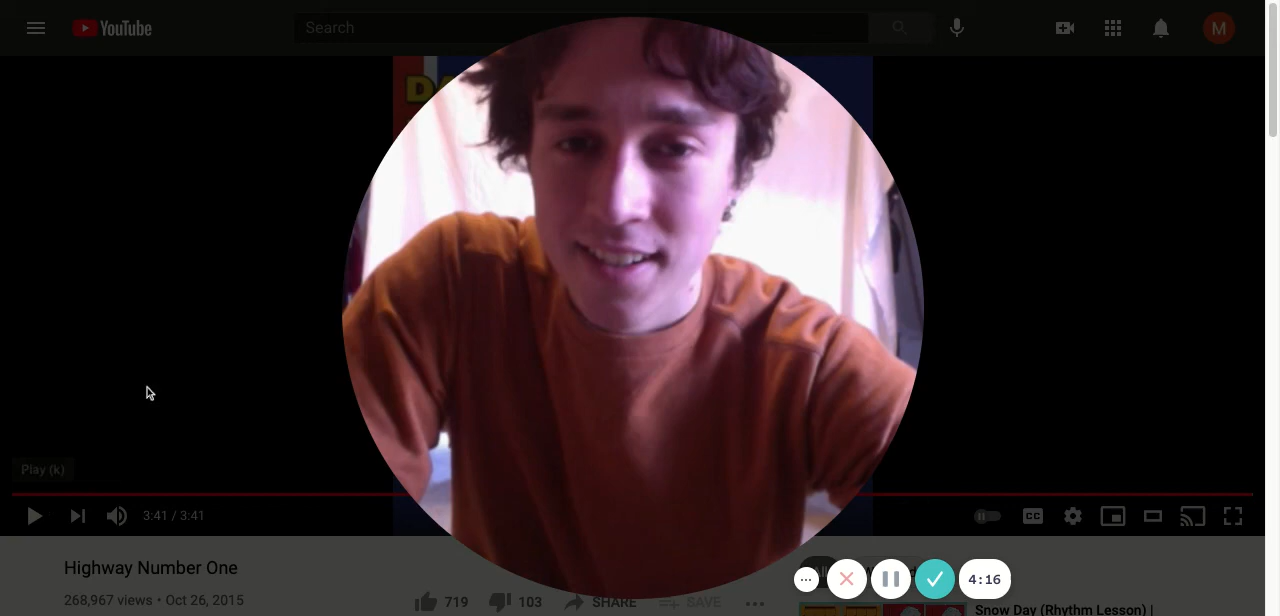 YouTube
Search
M
D
Play (k)
3:41 / 3:41
CC
Highway Number One
268,967 views • Oct 26, 2015
719
103
SHARE
SAVE
4:16
Snow Day (Rhythm Lesson) |